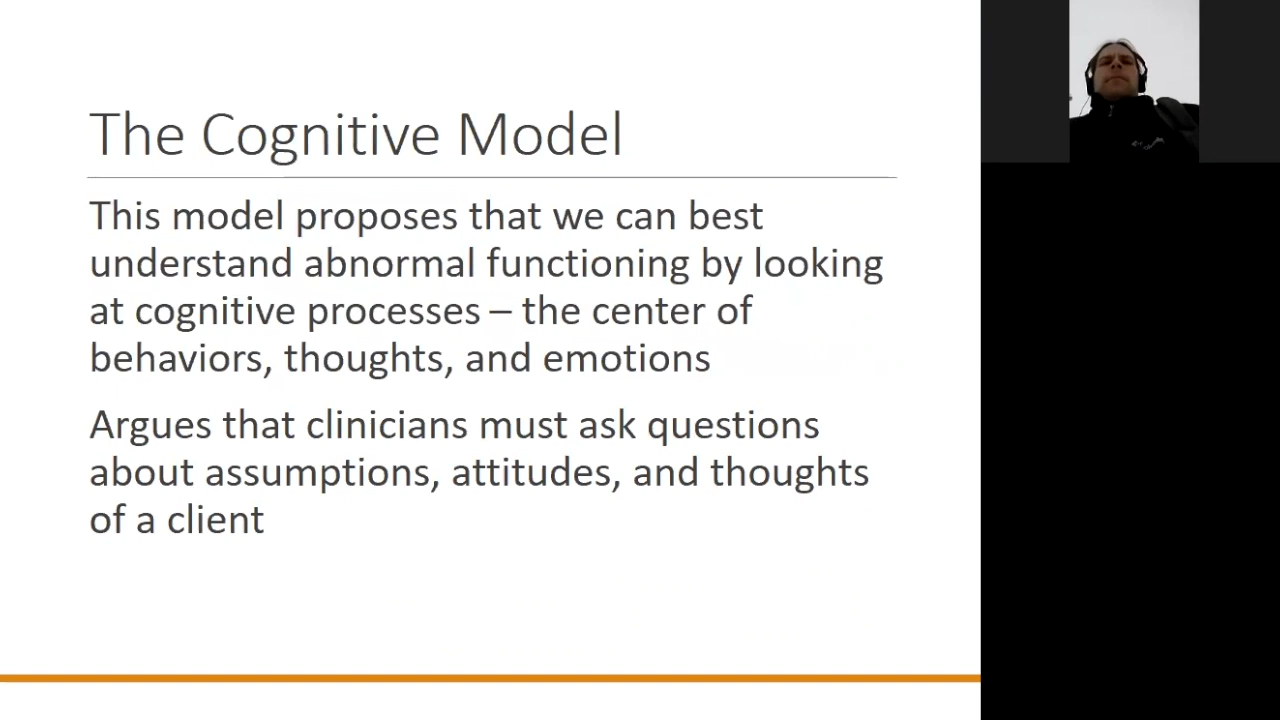 The Cognitive Model
This model proposes that we can best
understand abnormal functioning by looking
at cognitive processes – the center of
behaviors, thoughts, and emotions
Argues that clinicians must ask questions
about assumptions, attitudes, and thoughts
of a client